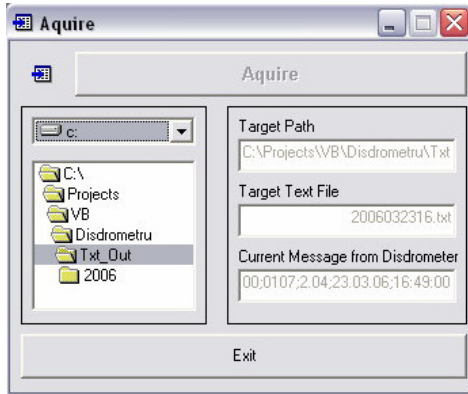 Aquire
Aquire
c:
C:\
Projects
VB
Disdrometru
Txt_Out
2006
Target Path
C:\Projects\VB\Disdrometru\Txt
Target Text File
2006032316.txt
Current Message from Disdrometer
00;0107;2.04;23.03.06;16:49:00
Exit